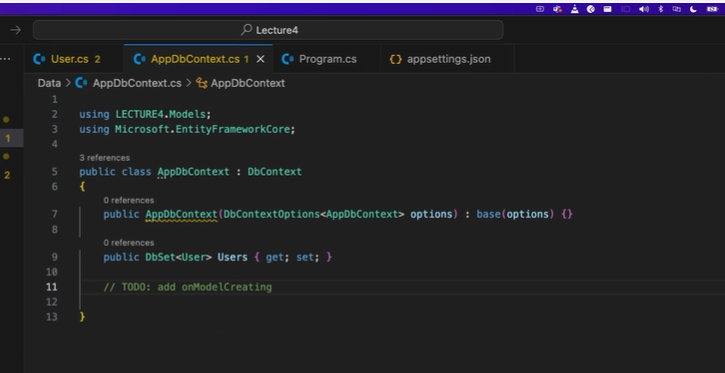 Lecture4
User.cs 2
AppDbContext.cs 1
Program.cs
appsettings.json
Data > AppDbContext.cs > AppDbContext
1
2 using LECTURE4.Models;
3 using Microsoft.EntityFrameworkCore;
4
3 references
5 public class AppDbContext : DbContext
6 {
0 references
7 public AppDbContext(DbContextOptions<AppDbContext> options) : base(options) {}
8
0 references
9 public DbSet<User> Users { get; set; }
10
11 // TODO: add onModelCreating
12
13 }
1
2